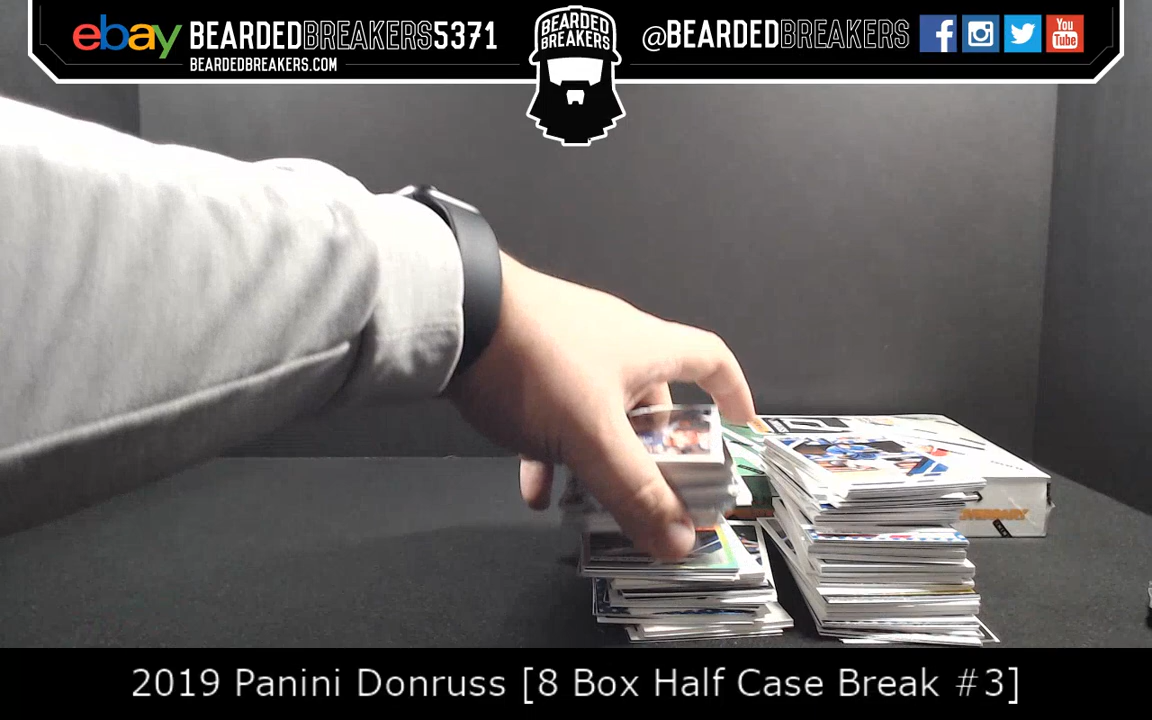 ebay BEARDEDBREAKERS5371
BEARDEDBREAKERS.COM
BEARDED
BREAKERS
@BEARDEDBREAKERS
You
Tube
2019 Panini Donruss [8 Box Half Case Break #3]